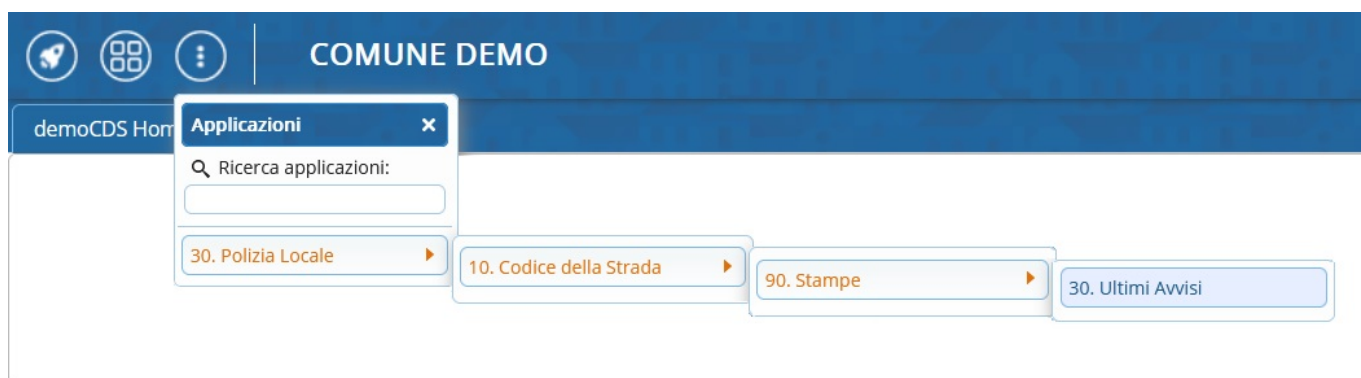 COMUNE DEMO
demoCDS Hom
Applicazioni
Ricerca applicazioni:
30. Polizia Locale
10. Codice della Strada
90. Stampe
30. Ultimi Avvisi